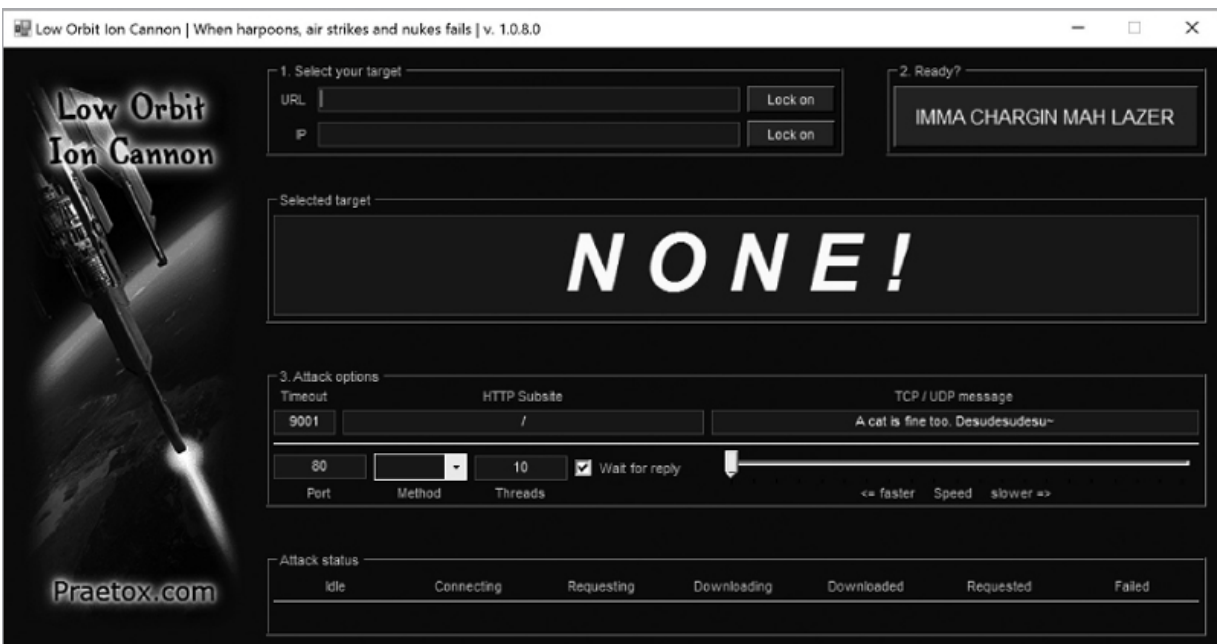 Low Orbit Ion Cannon | When harpoons, air strikes and nukes fails | v. 1.0.8.0
Low Orbit
Ion Cannon
Praetox.com
1. Select your target
URL Lock on
IP Lock on
2. Ready?
IMMA CHARGIN MAH LAZER
Selected target
NONE!
3. Attack options
Timeout HTTP Subsite TCP / UDP message
9001 / A cat is fine too. Desudesudesu~
80 10 Wait for reply
Port Method Threads <= faster Speed slower =>
Attack status
Idle Connecting Requesting Downloading Downloaded Requested Failed